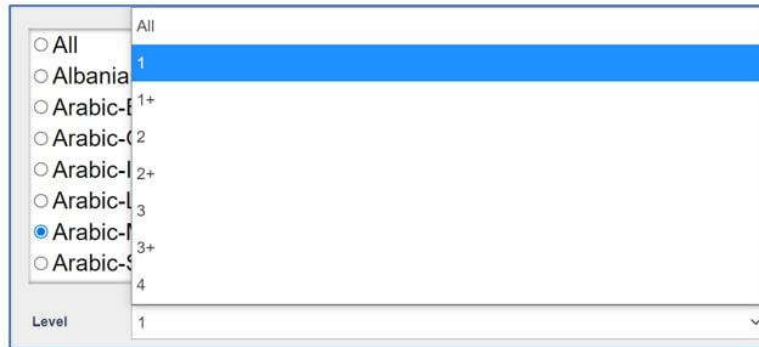 All
Albania
Arabic-
Arabic-
Arabic-
Arabic-
Arabic-
Arabic-
All
1
1+
2
2+
3
3+
4
Level
1